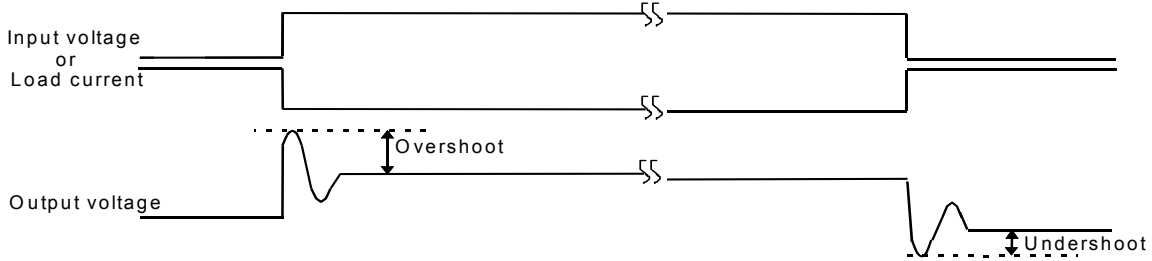 Input voltage
or
Load current
Overshoot
Output voltage
Undershoot